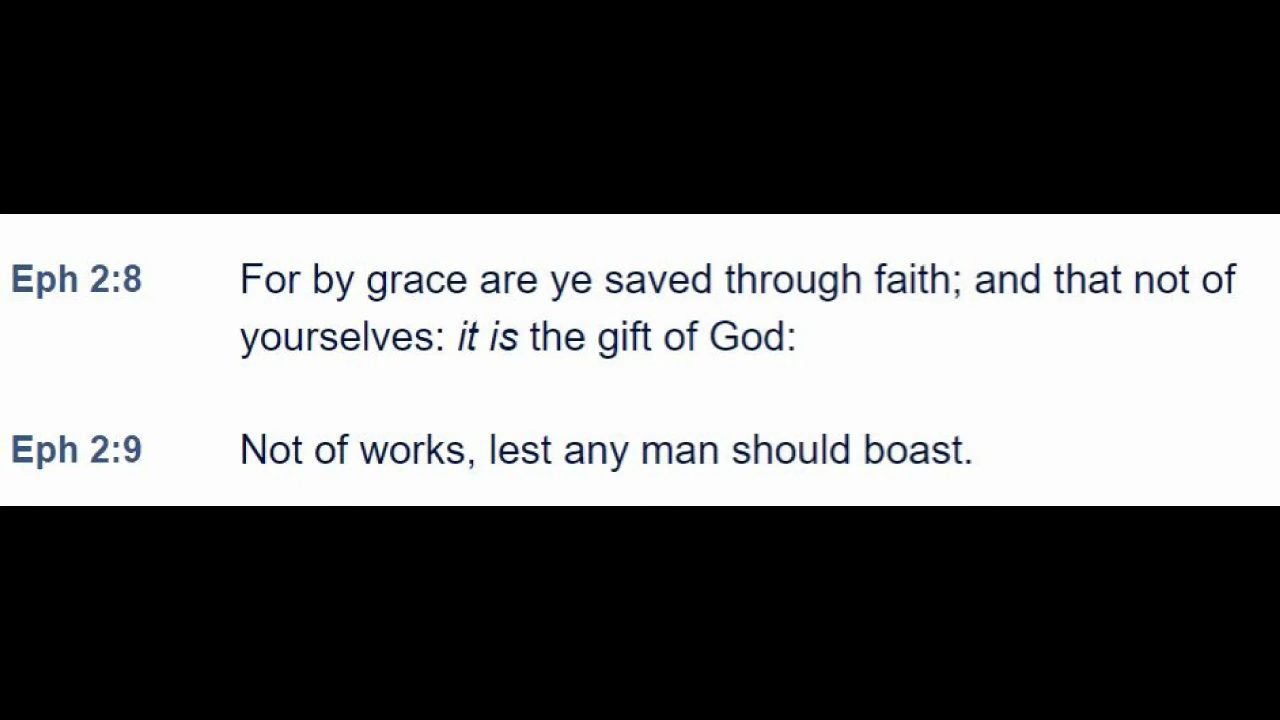 Eph 2:8 For by grace are ye saved through faith; and that not of
yourselves: it is the gift of God:
Eph 2:9 Not of works, lest any man should boast.